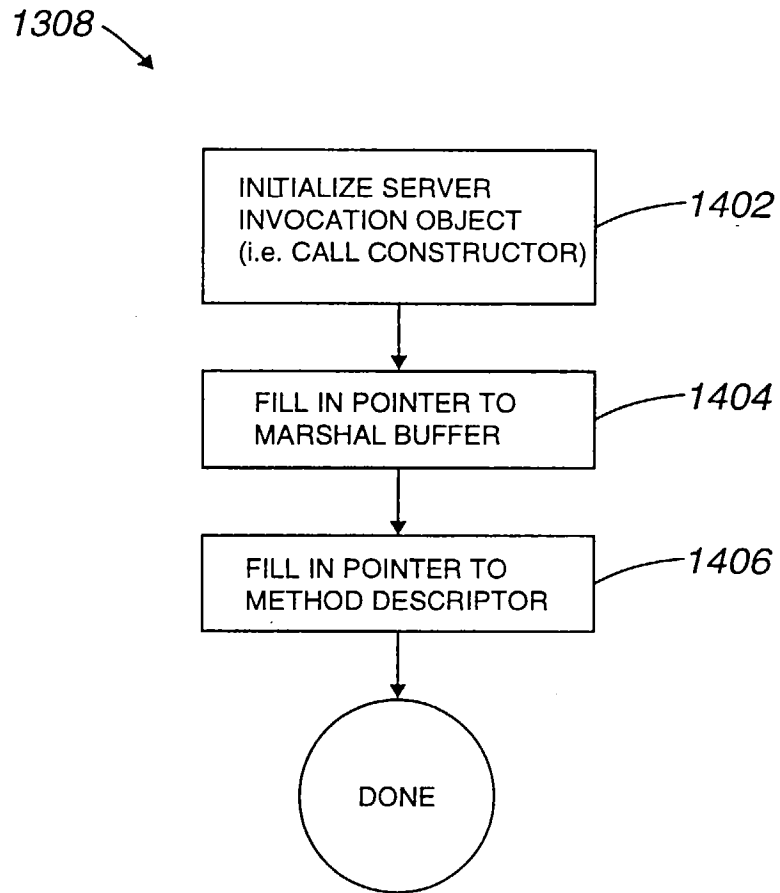 1308
INITIALIZE SERVER
INVOCATION OBJECT
(i.e. CALL CONSTRUCTOR)
1402
FILL IN POINTER TO
MARSHAL BUFFER
1404
FILL IN POINTER TO
METHOD DESCRIPTOR
1406
DONE